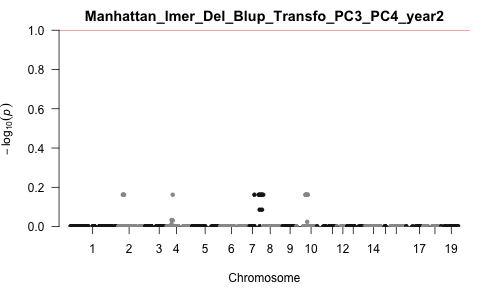 Manhattan_lmer_Del_Blup_Transfo_PC3_PC4_year2
1.0
0.8
0.6
0.4
0.2
0.0
− log10(p)
1 2 3 4 5 6 7 8 9 10 12 14 17 19
Chromosome